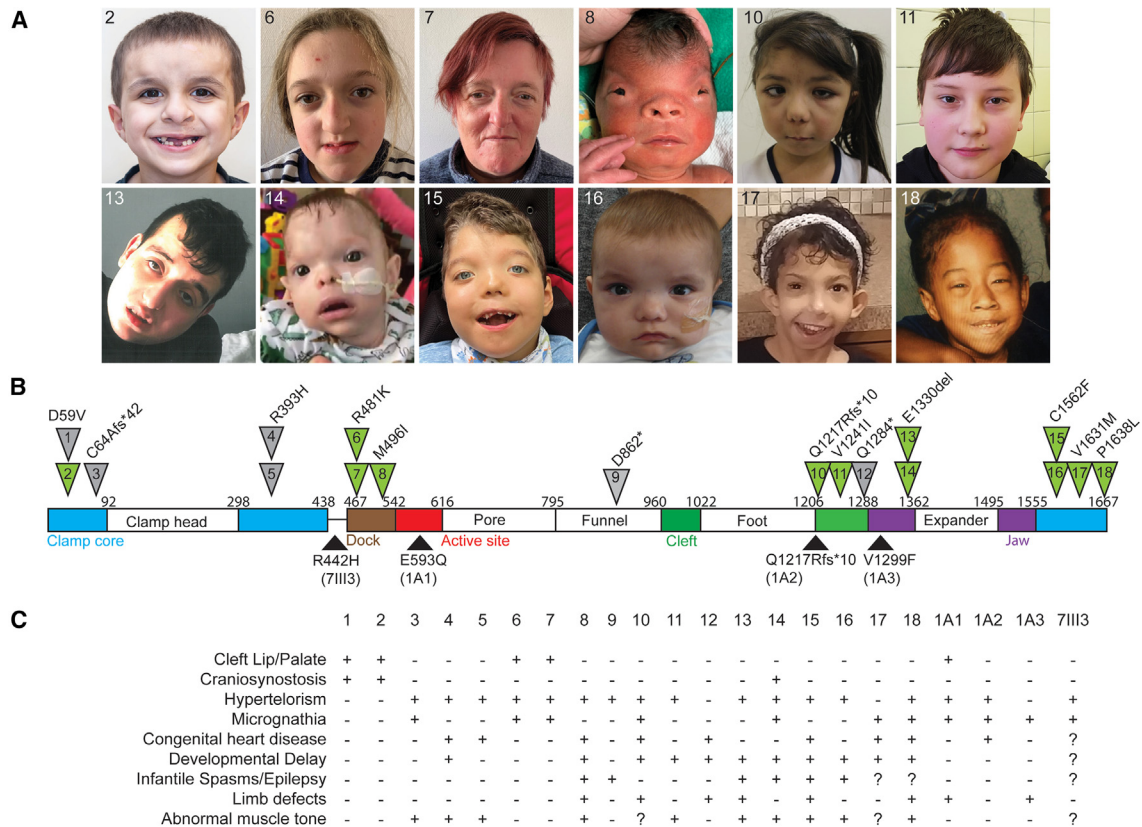 A
2
6
7
8
10
11
13
14
15
16
17
18
B
D59V
C64Afs*42
R393H
R481K
M496I
D862*
Q1217Rfs*10
V1241I
Q1284*
E1330del
C1562F
V1631M
P1638L
1 4 6 13 15
2 3 5 7 8 9 10 11 12 14 16 17 18
92 298 438 467 542 616 795 960 1022 1206 1288 1362 1495 1555 1667
Clamp head Pore Funnel Foot Expander
Clamp core Dock Active site Cleft Jaw
R442H E593Q Q1217Rfs*10 V1299F
(7III3) (1A1) (1A2) (1A3)
C
1 2 3 4 5 6 7 8 9 10 11 12 13 14 15 16 17 18 1A1 1A2 1A3 7III3
Cleft Lip/Palate + + - - - + + - - - - - - - - - - - + - - -
Craniosynostosis + + - - - - - - - - - - - + - - - - - - - -
Hypertelorism - - + + + + + + + + + - + + + + - + + + - +
Micrognathia - - + - - + + - - + - - - + - - + + + + + +
Congenital heart disease - - - + + - - + - + - + - - + - + + - + - ?
Developmental Delay - - - + - - - + - + + + + + + + + + - - - ?
Infantile Spasms/Epilepsy - - - - - - - + + - - - + + + + ? + - - - ?
Limb defects - - - - - - - + - + - + + - + - - + + - + -
Abnormal muscle tone - - + + + - - + - ? + - + + + + ? + - - - ?